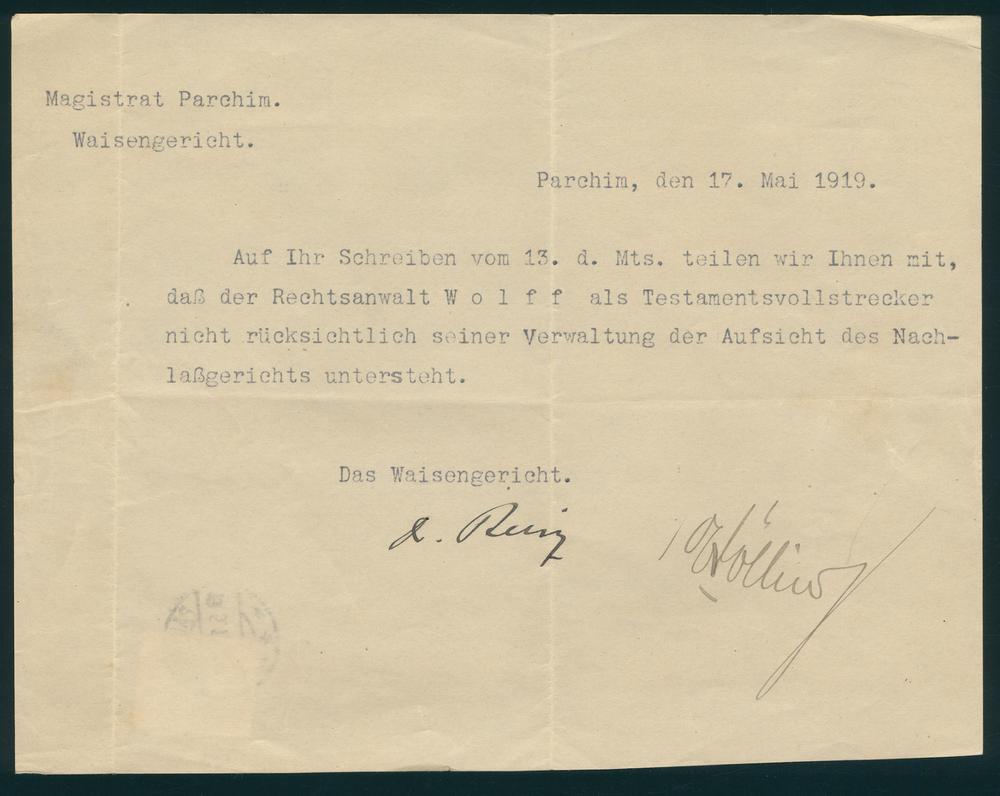 Magistrat Parchim.
Waisengericht.
Parchim, den 17. Mai 1919.
Auf Ihr Schreiben vom 13. d. Mts. teilen wir Ihnen mit,
daß der Rechtsanwalt W o l f f als Testamentsvollstrecker
nicht rücksichtlich seiner Verwaltung der Aufsicht des Nach-
laßgerichts untersteht.
Das Waisengericht.